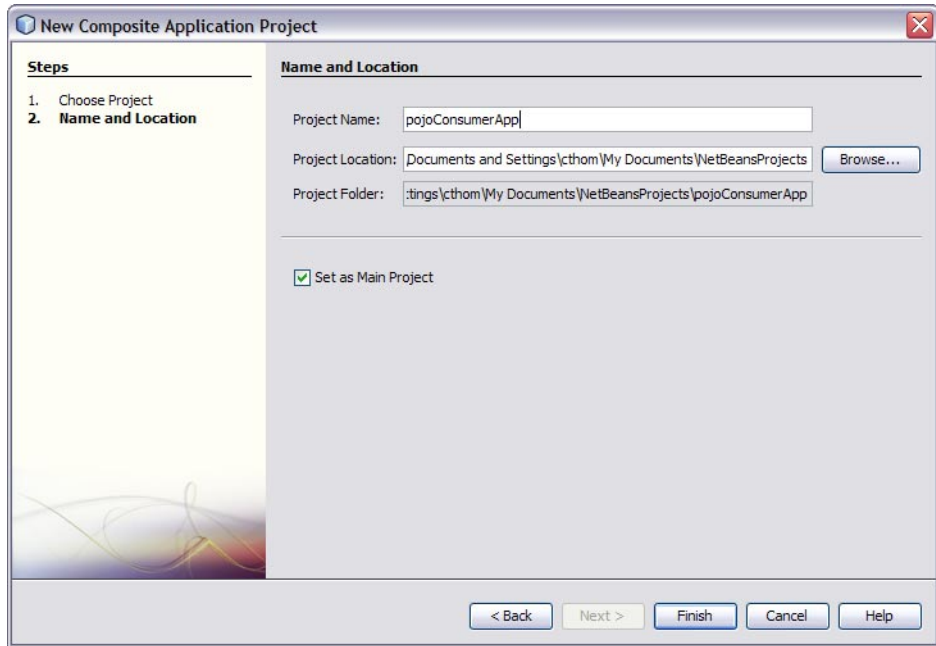 New Composite Application Project
Steps
1. Choose Project
2. Name and Location
Name and Location
Project Name: pojoConsumerApp
Project Location: Documents and Settings\cthom\My Documents\NetBeansProjects Browse...
Project Folder: :tings\cthom\My Documents\NetBeansProjects\pojoConsumerApp
Set as Main Project
< Back Next > Finish Cancel Help